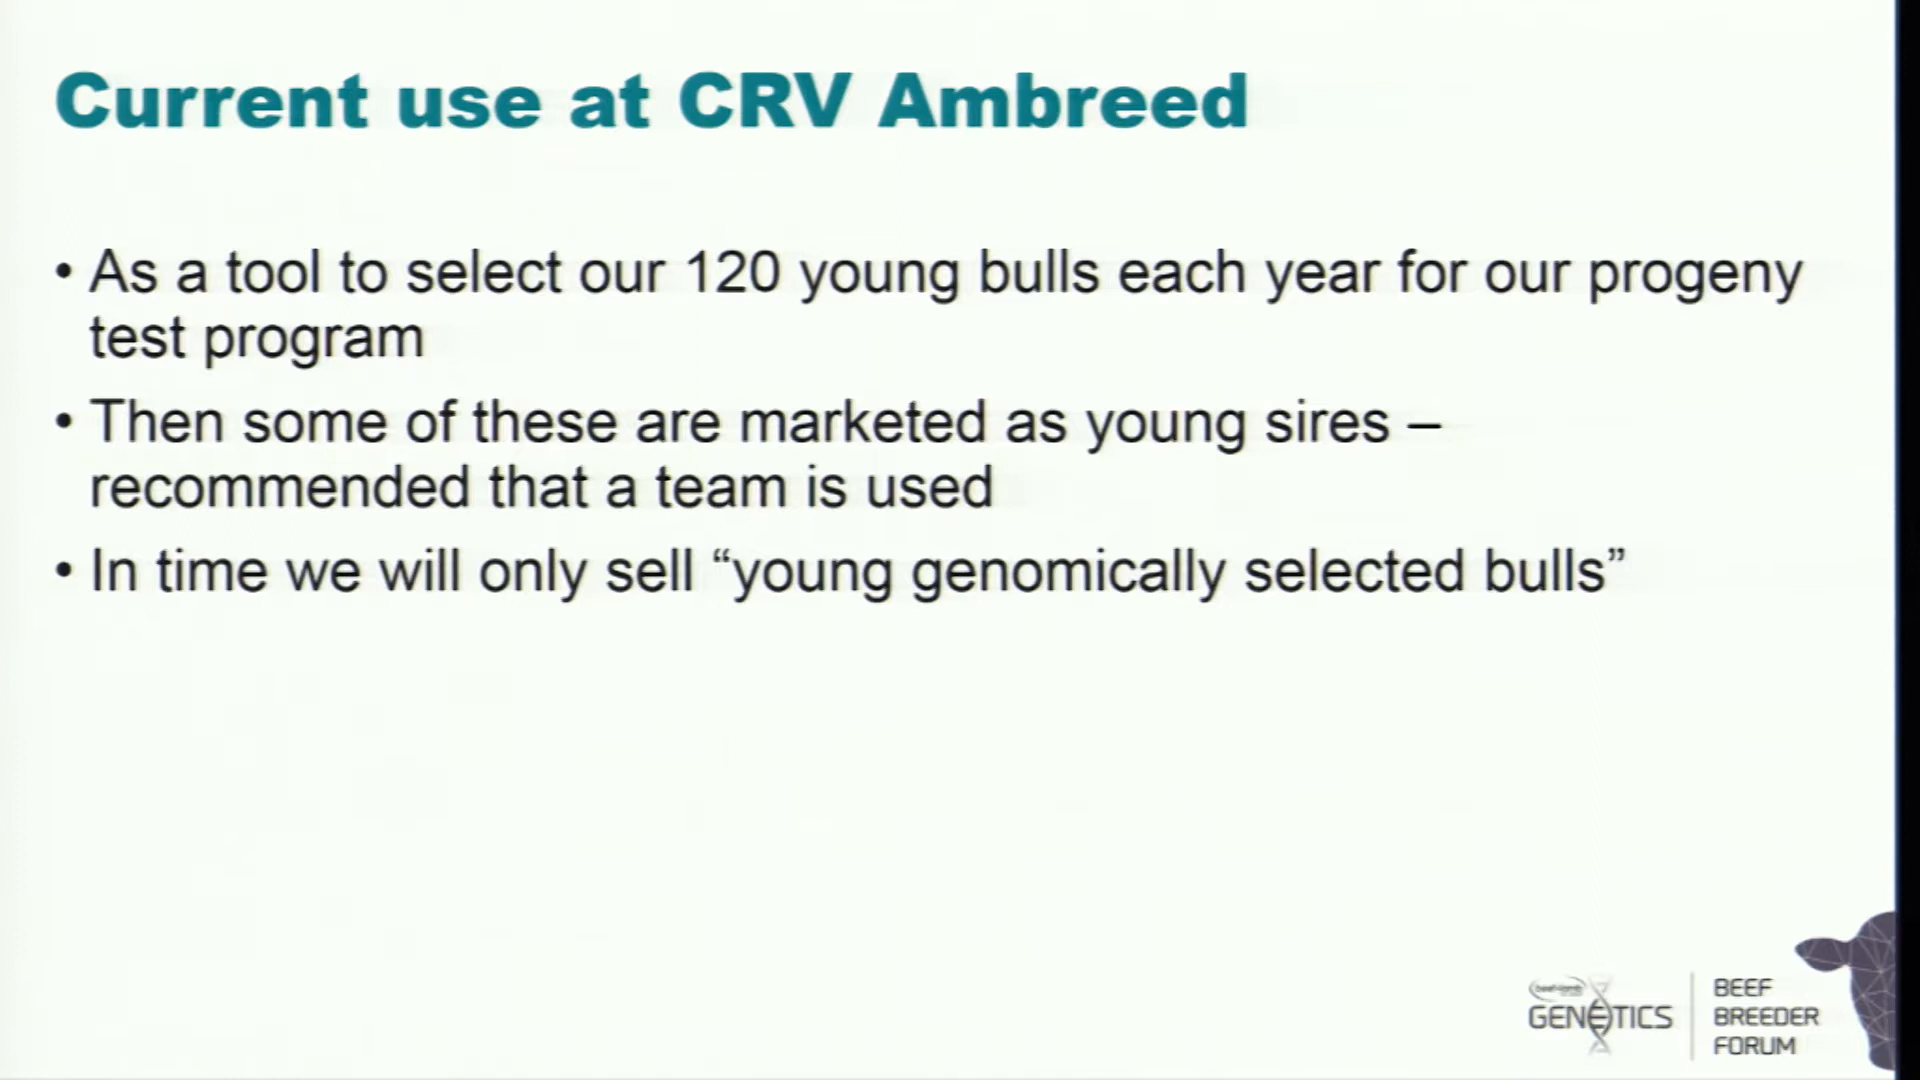 Current use at CRV Ambreed
• As a tool to select our 120 young bulls each year for our progeny
test program
• Then some of these are marketed as young sires –
recommended that a team is used
• In time we will only sell “young genomically selected bulls”
GENETICS
BEEF
BREEDER
FORUM